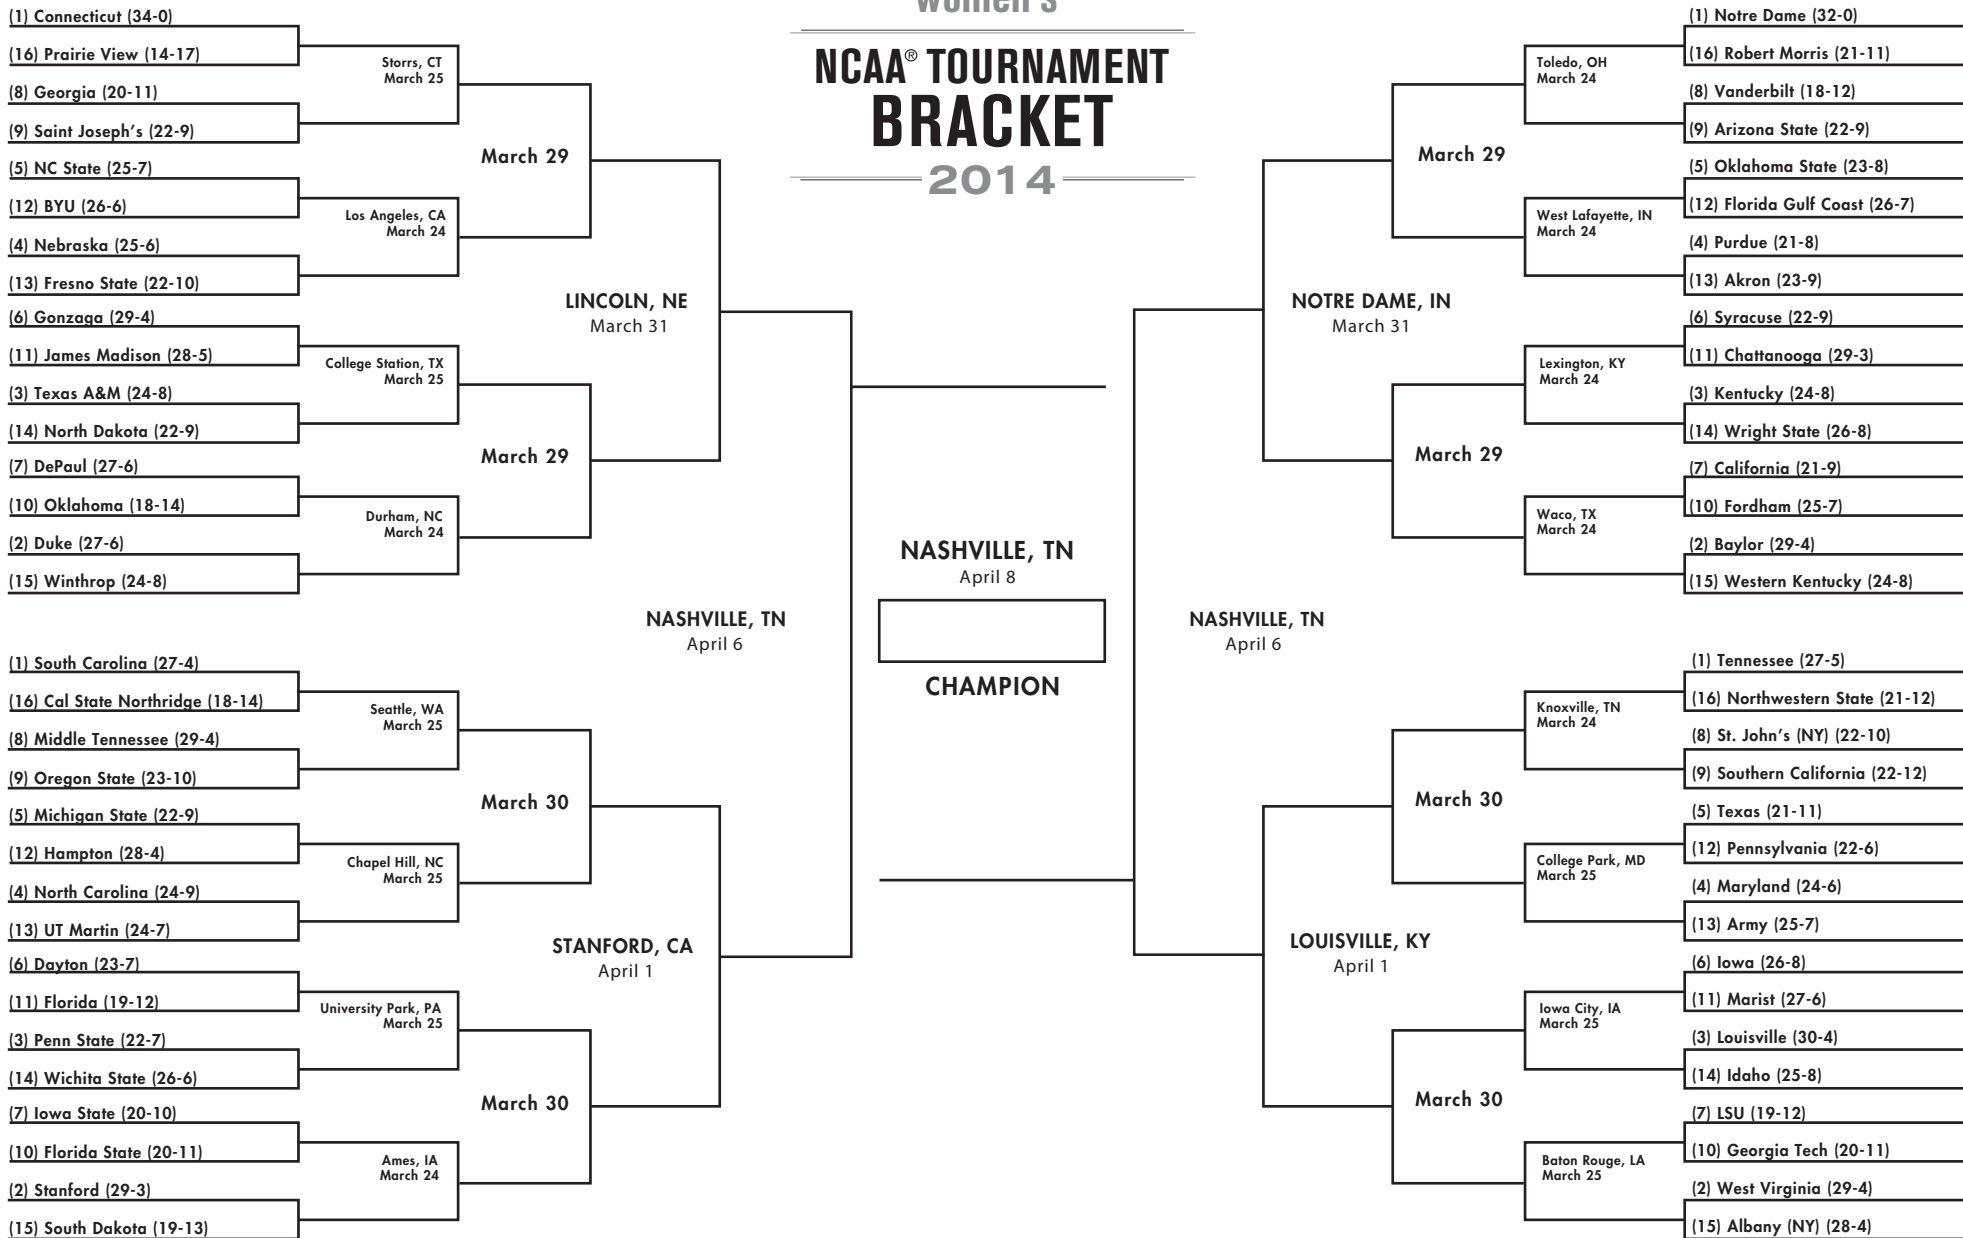 Women's
NCAA® TOURNAMENT
BRACKET
2014
(1) Connecticut (34-0)
(16) Prairie View (14-17)
Storrs, CT
March 25
(8) Georgia (20-11)
(9) Saint Joseph's (22-9)
March 29
(5) NC State (25-7)
(12) BYU (26-6)
Los Angeles, CA
March 24
(4) Nebraska (25-6)
(13) Fresno State (22-10)
LINCOLN, NE
March 31
(6) Gonzaga (29-4)
(11) James Madison (28-5)
College Station, TX
March 25
(3) Texas A&M (24-8)
(14) North Dakota (22-9)
March 29
(7) DePaul (27-6)
(10) Oklahoma (18-14)
Durham, NC
March 24
(2) Duke (27-6)
(15) Winthrop (24-8)
NASHVILLE, TN
April 6
(1) South Carolina (27-4)
(16) Cal State Northridge (18-14)
Seattle, WA
March 25
(8) Middle Tennessee (29-4)
(9) Oregon State (23-10)
March 30
(5) Michigan State (22-9)
(12) Hampton (28-4)
Chapel Hill, NC
March 25
(4) North Carolina (24-9)
(13) UT Martin (24-7)
STANFORD, CA
April 1
(6) Dayton (23-7)
(11) Florida (19-12)
University Park, PA
March 25
(3) Penn State (22-7)
(14) Wichita State (26-6)
March 30
(7) Iowa State (20-10)
(10) Florida State (20-11)
Ames, IA
March 24
(2) Stanford (29-3)
(15) South Dakota (19-13)
NASHVILLE, TN
April 8
CHAMPION
(1) Notre Dame (32-0)
(16) Robert Morris (21-11)
Toledo, OH
March 24
(8) Vanderbilt (18-12)
(9) Arizona State (22-9)
March 29
(5) Oklahoma State (23-8)
(12) Florida Gulf Coast (26-7)
West Lafayette, IN
March 24
(4) Purdue (21-8)
(13) Akron (23-9)
NOTRE DAME, IN
March 31
(6) Syracuse (22-9)
(11) Chattanooga (29-3)
Lexington, KY
March 24
(3) Kentucky (24-8)
(14) Wright State (26-8)
March 29
(7) California (21-9)
(10) Fordham (25-7)
Waco, TX
March 24
(2) Baylor (29-4)
(15) Western Kentucky (24-8)
NASHVILLE, TN
April 6
(1) Tennessee (27-5)
(16) Northwestern State (21-12)
Knoxville, TN
March 24
(8) St. John's (NY) (22-10)
(9) Southern California (22-12)
March 30
(5) Texas (21-11)
(12) Pennsylvania (22-6)
College Park, MD
March 25
(4) Maryland (24-6)
(13) Army (25-7)
LOUISVILLE, KY
April 1
(6) Iowa (26-8)
(11) Marist (27-6)
Iowa City, IA
March 25
(3) Louisville (30-4)
(14) Idaho (25-8)
March 30
(7) LSU (19-12)
(10) Georgia Tech (20-11)
Baton Rouge, LA
March 25
(2) West Virginia (29-4)
(15) Albany (NY) (28-4)